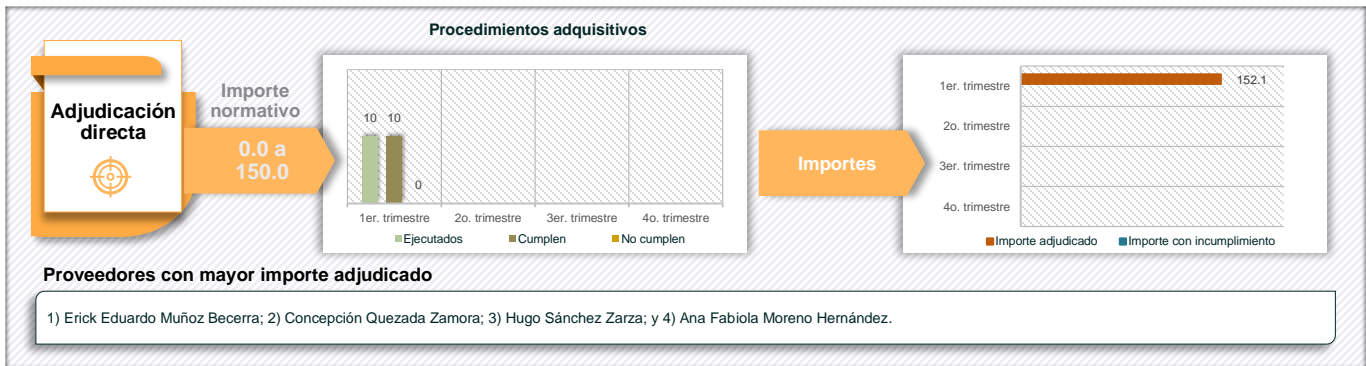 Procedimientos adquisitivos
Adjudicación
directa
Importe
normativo
0.0 a
150.0
10 10
0
1er. trimestre 2o. trimestre 3er. trimestre 4o. trimestre
Ejecutados Cumplen No cumplen
Importes
1er. trimestre 152.1
2o. trimestre
3er. trimestre
4o. trimestre
Importe adjudicado Importe con incumplimiento
Proveedores con mayor importe adjudicado
1) Erick Eduardo Muñoz Becerra; 2) Concepción Quezada Zamora; 3) Hugo Sánchez Zarza; y 4) Ana Fabiola Moreno Hernández.